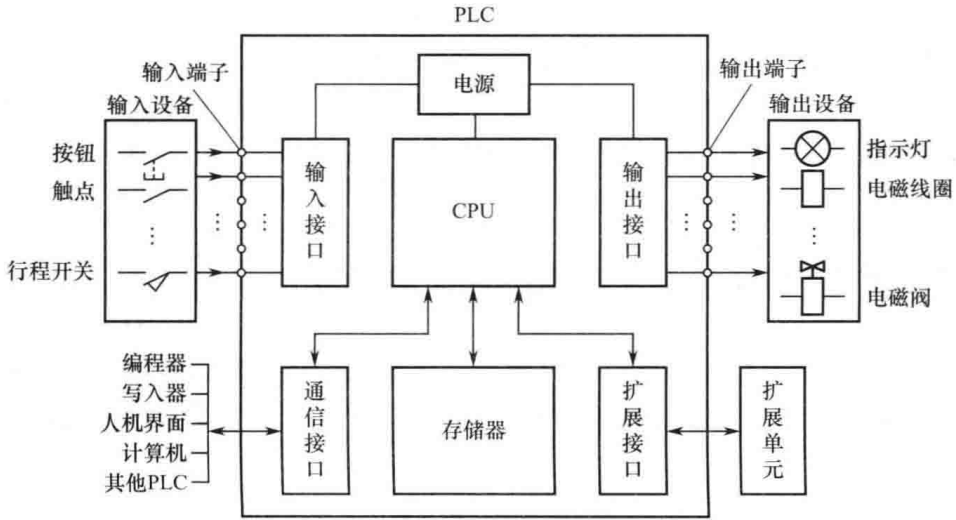 PLC
输入端子
输出端子
输入设备
电源
输出设备
按钮
触点
行程开关
输入接口
CPU
输出接口
指示灯
电磁线圈
电磁阀
编程器
写入器
人机界面
计算机
其他PLC
通信接口
存储器
扩展接口
扩展单元